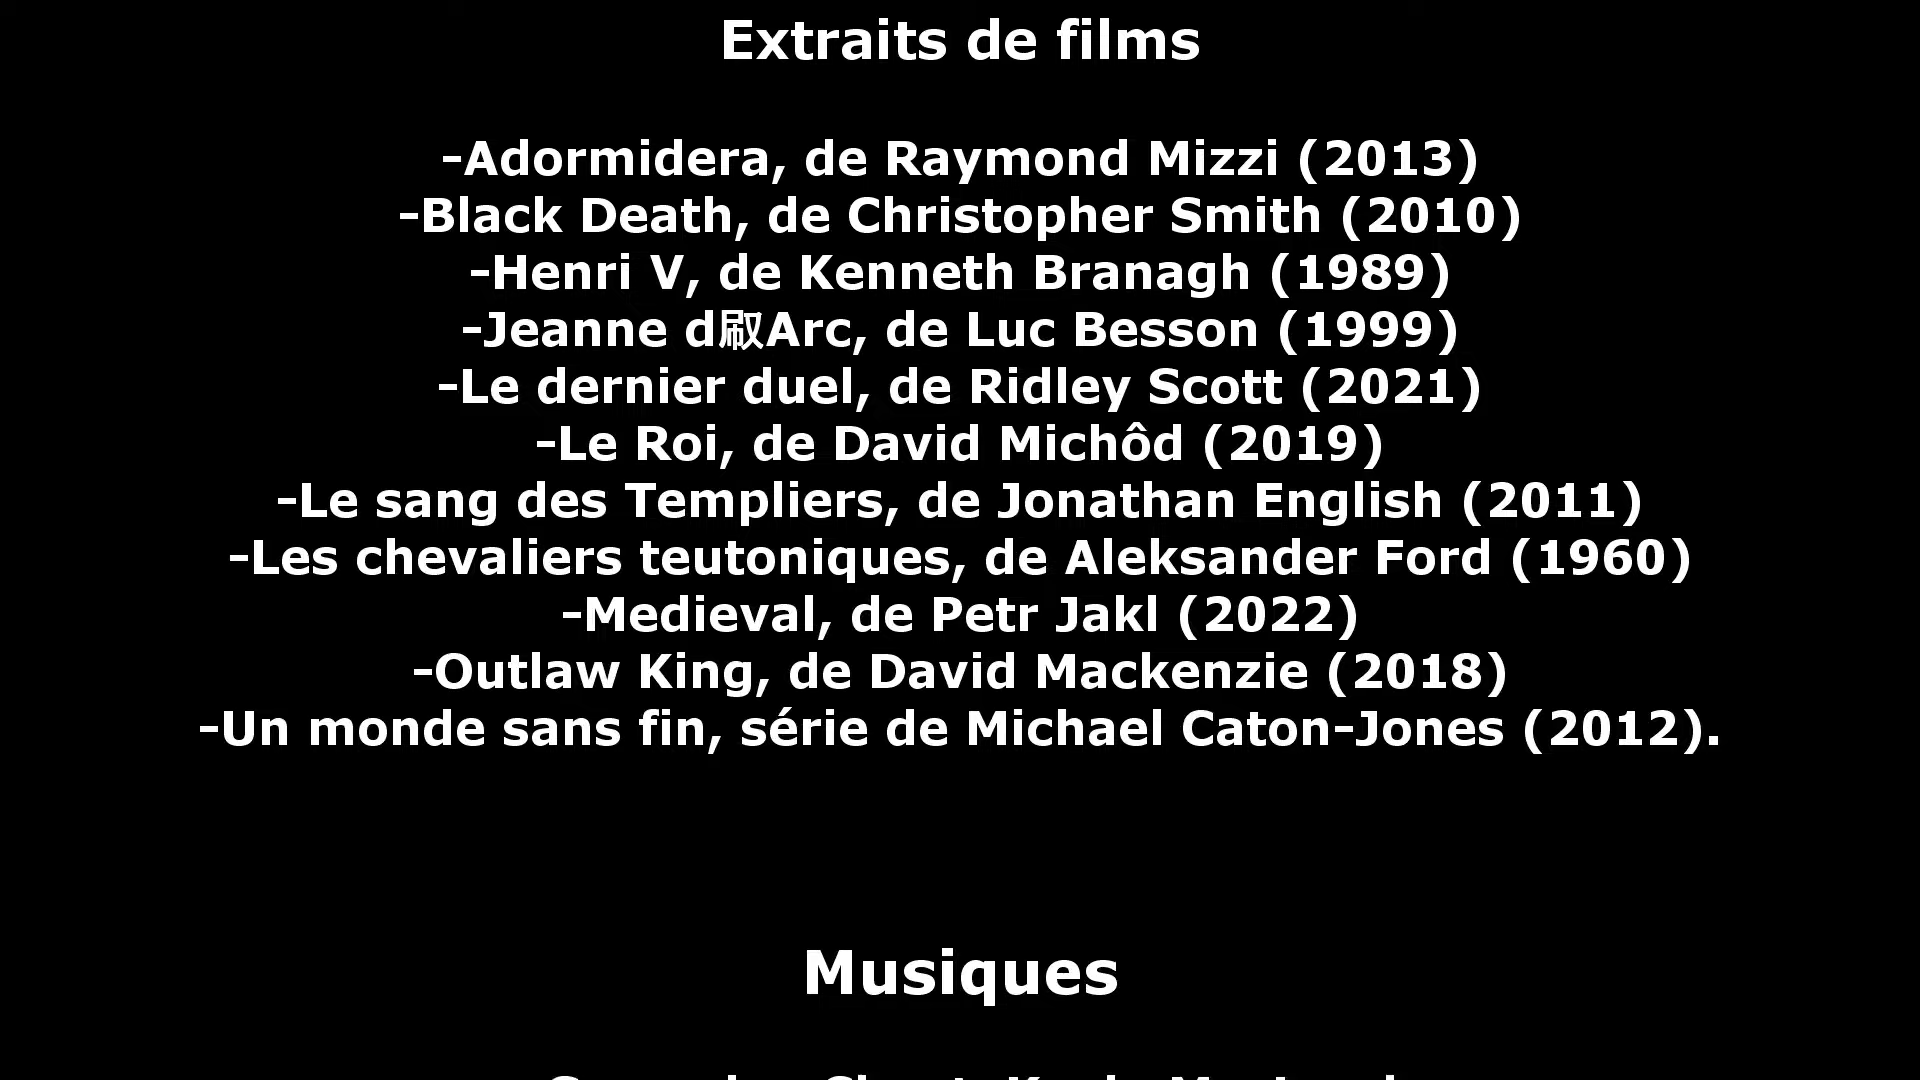 Extraits de films
-Adormidera, de Raymond Mizzi (2013)
-Black Death, de Christopher Smith (2010)
-Henri V, de Kenneth Branagh (1989)
-Jeanne d㕞Arc, de Luc Besson (1999)
-Le dernier duel, de Ridley Scott (2021)
-Le Roi, de David Michôd (2019)
-Le sang des Templiers, de Jonathan English (2011)
-Les chevaliers teutoniques, de Aleksander Ford (1960)
-Medieval, de Petr Jakl (2022)
-Outlaw King, de David Mackenzie (2018)
-Un monde sans fin, série de Michael Caton-Jones (2012).
Musiques